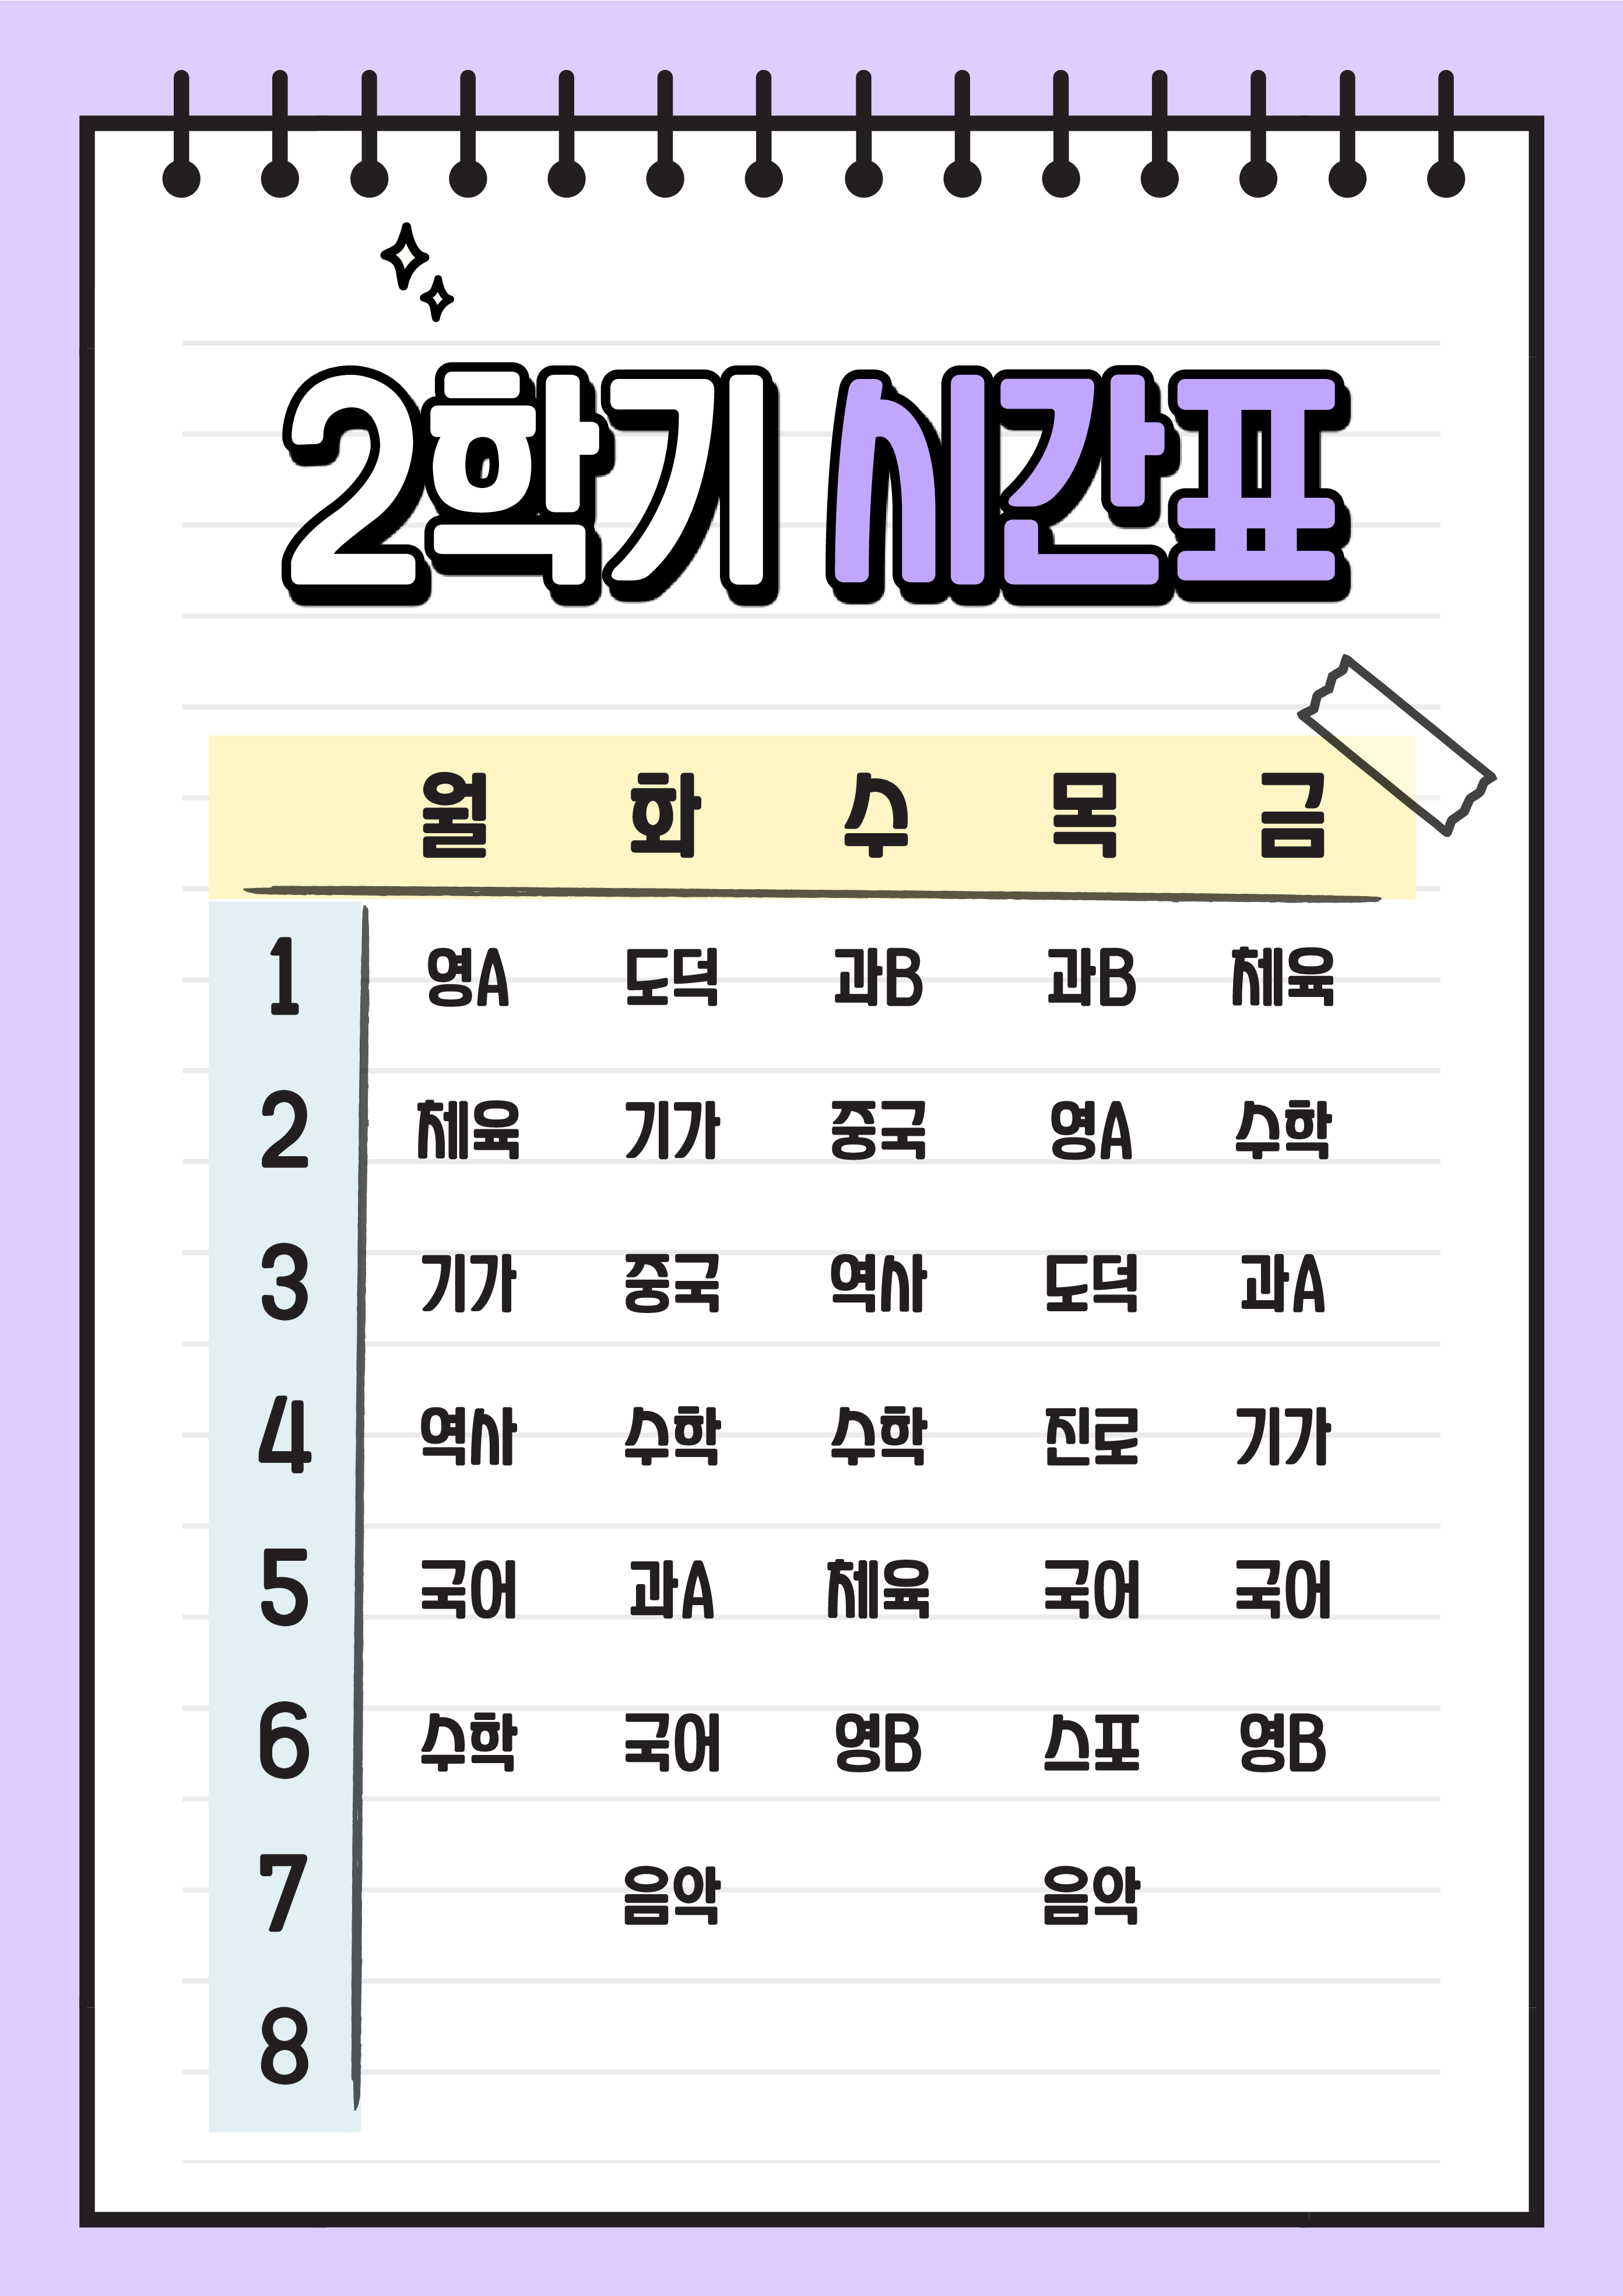 2학기 시간표
월 화 수 목 금
1 영A 도덕 과B 과B 체육
2 체육 기가 중국 영A 수학
3 기가 중국 역사 도덕 과A
4 역사 수학 수학 진로 기가
5 국어 과A 체육 국어 국어
6 수학 국어 영B 스포 영B
7 음악 음악
8